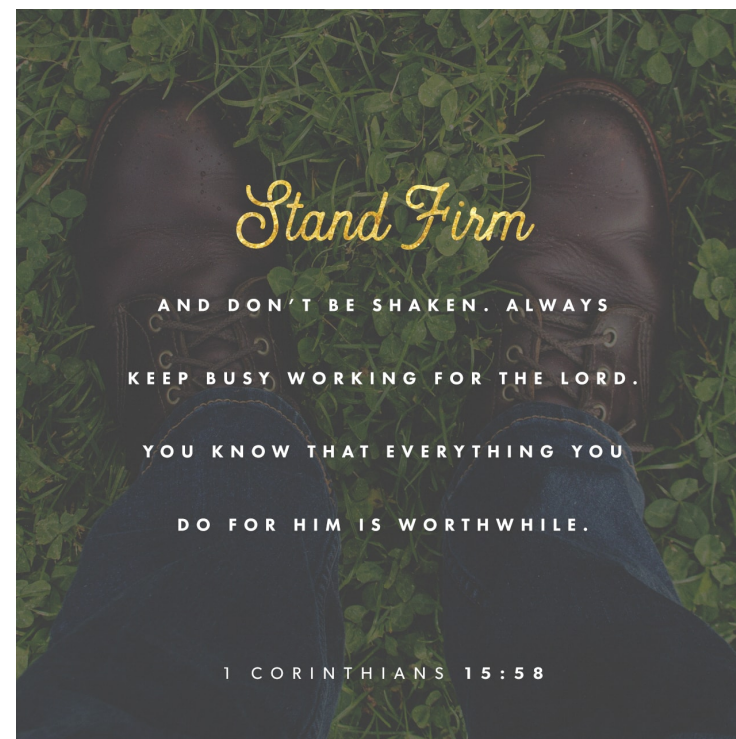 Stand Firm
AND DON'T BE SHAKEN. ALWAYS
KEEP BUSY WORKING FOR THE LORD.
YOU KNOW THAT EVERYTHING YOU
DO FOR HIM IS WORTHWHILE.
1 CORINTHIANS 15:58